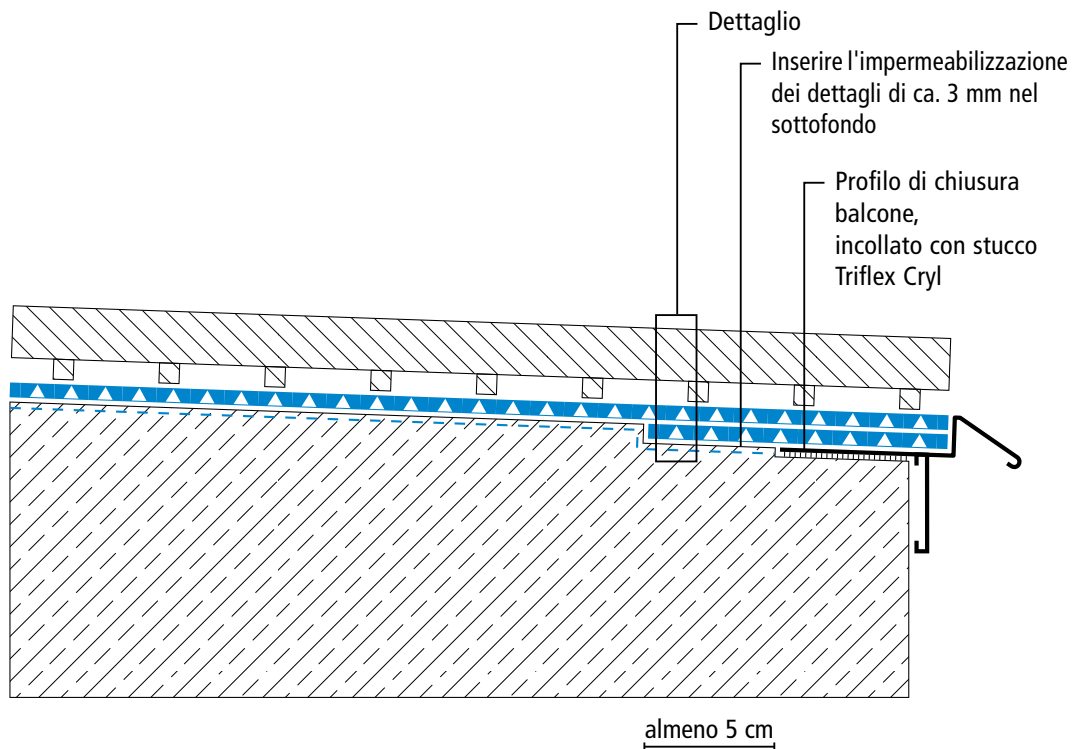 Dettaglio
Inserire l'impermeabilizzazione
dei dettagli di ca. 3 mm nel
sottofondo
Profilo di chiusura
balcone,
incollato con stucco
Triflex Cryl
almeno 5 cm